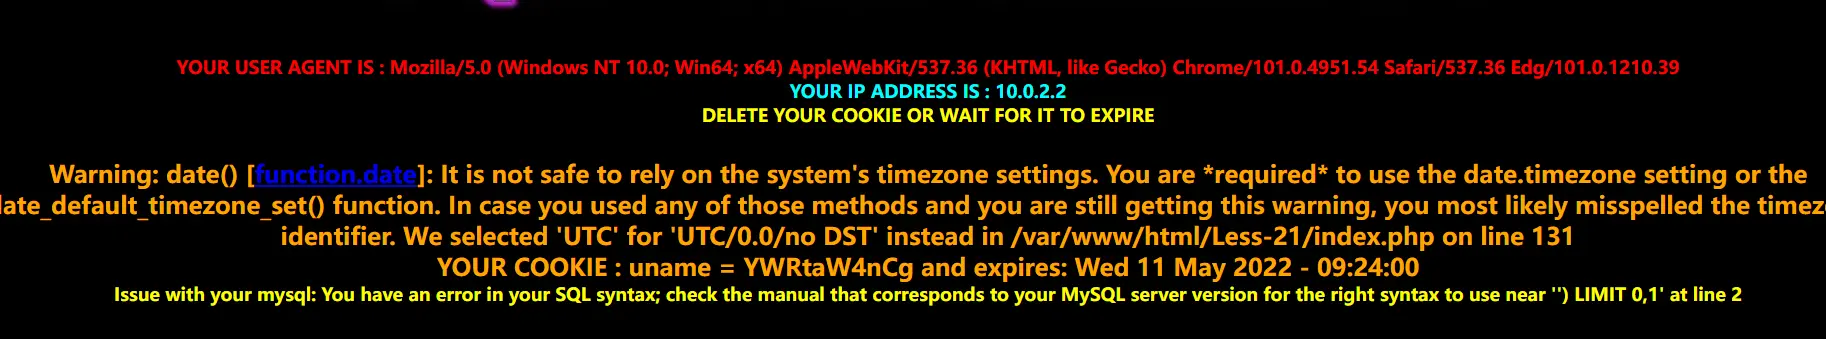 YOUR USER AGENT IS : Mozilla/5.0 (Windows NT 10.0; Win64; x64) AppleWebKit/537.36 (KHTML, like Gecko) Chrome/101.0.4951.54 Safari/537.36 Edg/101.0.1210.39
YOUR IP ADDRESS IS : 10.0.2.2
DELETE YOUR COOKIE OR WAIT FOR IT TO EXPIRE
Warning: date() [function.date]: It is not safe to rely on the system's timezone settings. You are *required* to use the date.timezone setting or the
late_default_timezone_set() function. In case you used any of those methods and you are still getting this warning, you most likely misspelled the timez
identifier. We selected 'UTC' for 'UTC/0.0/no DST' instead in /var/www/html/Less-21/index.php on line 131
YOUR COOKIE : uname = YWRtaW4nCg and expires: Wed 11 May 2022 - 09:24:00
Issue with your mysql: You have an error in your SQL syntax; check the manual that corresponds to your MySQL server version for the right syntax to use near '') LIMIT 0,1' at line 2